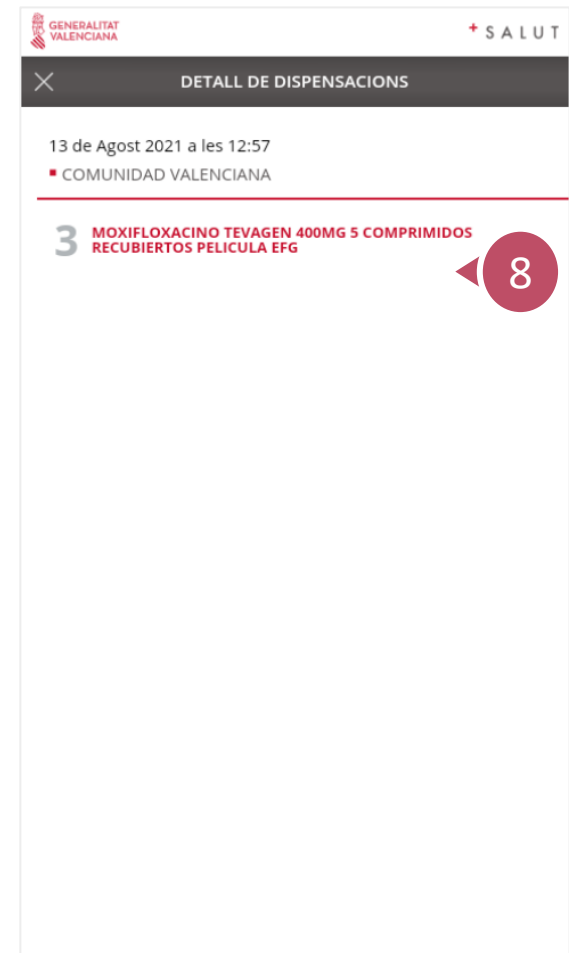 GENERALITAT
VALENCIANA
+SALUT
DETALL DE DISPENSACIONS
13 de Agost 2021 a les 12:57
COMUNIDAD VALENCIANA
3 MOXIFLOXACINO TEVAGEN 400MG 5 COMPRIMIDOS
RECUBIERTOS PELICULA EFG
8